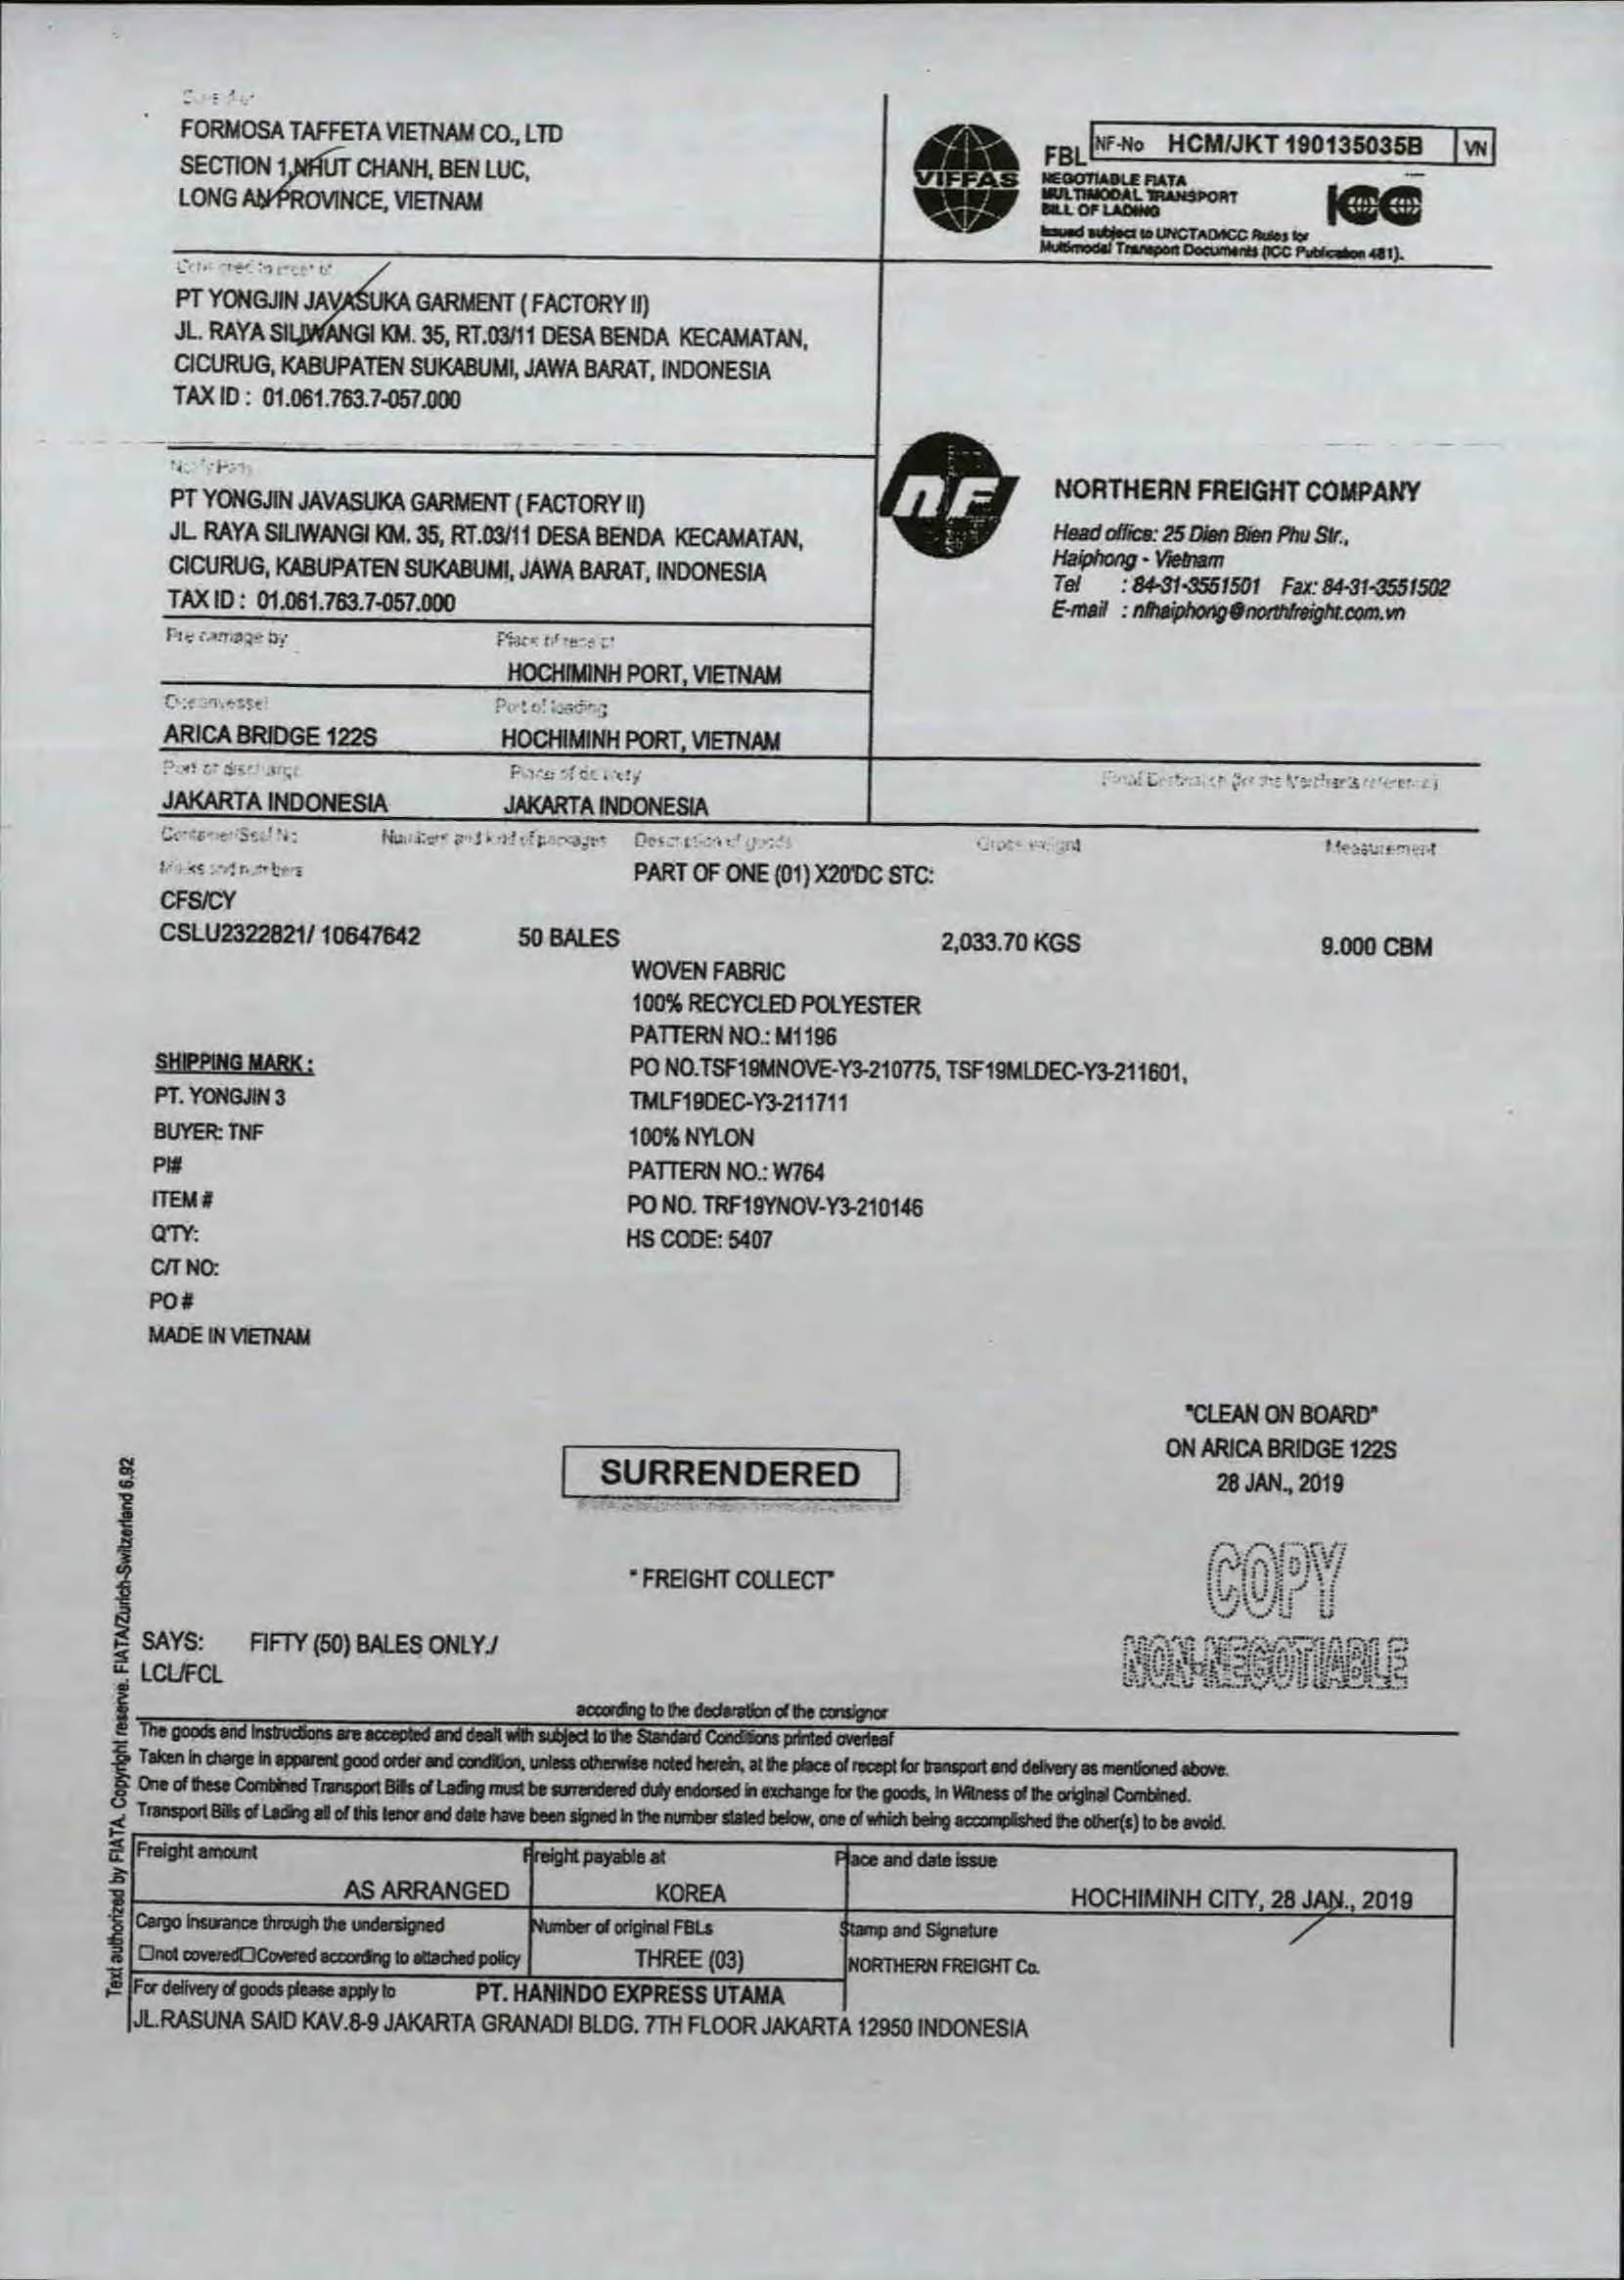 FORMOSA TAFFETA VIETNAM CO., LTD
SECTION 1,NHUT CHANH, BEN LUC,
LONG AN PROVINCE, VIETNAM
VIFFAS
FBL
NF-No HCM/JKT 190135035B VN
NEGOTIABLE FIATA
MULTIMODAL TRANSPORT
BILL OF LADING
ICC
Issued subject to UNCTAD/ICC Rules for
Multimodal Transport Documents (ICC Publication 481).
PT YONGJIN JAVASUKA GARMENT ( FACTORY II)
JL. RAYA SILIWANGI KM. 35, RT.03/11 DESA BENDA KECAMATAN,
CICURUG, KABUPATEN SUKABUMI, JAWA BARAT, INDONESIA
TAX ID : 01.061.763.7-057.000
Notify Party
PT YONGJIN JAVASUKA GARMENT ( FACTORY II)
JL. RAYA SILIWANGI KM. 35, RT.03/11 DESA BENDA KECAMATAN,
CICURUG, KABUPATEN SUKABUMI, JAWA BARAT, INDONESIA
TAX ID : 01.061.763.7-057.000
nF
NORTHERN FREIGHT COMPANY
Head office: 25 Dien Bien Phu Str.,
Haiphong - Vietnam
Tel : 84-31-3551501 Fax: 84-31-3551502
E-mail : nfhaiphong@northfreight.com.vn
Pre carriage by Place of receipt
HOCHIMINH PORT, VIETNAM
Oceanvessel Port of loading
ARICA BRIDGE 122S HOCHIMINH PORT, VIETNAM
Port of discharge Place of delivery Final Destination (for the Merchant's reference)
JAKARTA INDONESIA JAKARTA INDONESIA
Container/Seal No Numbers and kind of packages Description of goods Gross weight Measurement
Marks and numbers
PART OF ONE (01) X20'DC STC:
CFS/CY
CSLU2322821/ 10647642 50 BALES 2,033.70 KGS 9.000 CBM
WOVEN FABRIC
100% RECYCLED POLYESTER
PATTERN NO.: M1196
SHIPPING MARK :
PO NO.TSF19MNOVE-Y3-210775, TSF19MLDEC-Y3-211601,
PT. YONGJIN 3
TMLF19DEC-Y3-211711
BUYER: TNF
100% NYLON
PI#
PATTERN NO.: W764
ITEM #
PO NO. TRF19YNOV-Y3-210146
Q'TY:
HS CODE: 5407
C/T NO:
PO #
MADE IN VIETNAM
"CLEAN ON BOARD"
ON ARICA BRIDGE 122S
28 JAN., 2019
SURRENDERED
" FREIGHT COLLECT"
COPY
NON-NEGOTIABLE
SAYS: FIFTY (50) BALES ONLY./
LCL/FCL
according to the declaration of the consignor
The goods and Instructions are accepted and dealt with subject to the Standard Conditions printed overleaf
Taken in charge in apparent good order and condition, unless otherwise noted herein, at the place of recept for transport and delivery as mentioned above.
One of these Combined Transport Bills of Lading must be surrendered duly endorsed in exchange for the goods, In Witness of the original Combined.
Transport Bills of Lading all of this tenor and date have been signed in the number stated below, one of which being accomplished the other(s) to be avoid.
Text authorized by FIATA. Copyright reserve. FIATA/Zurich-Switzerland 6.92
Freight amount Freight payable at Place and date issue
AS ARRANGED KOREA HOCHIMINH CITY, 28 JAN., 2019
Cargo Insurance through the undersigned Number of original FBLs Stamp and Signature
not covered Covered according to attached policy THREE (03) NORTHERN FREIGHT Co.
For delivery of goods please apply to PT. HANINDO EXPRESS UTAMA
JL.RASUNA SAID KAV.8-9 JAKARTA GRANADI BLDG. 7TH FLOOR JAKARTA 12950 INDONESIA